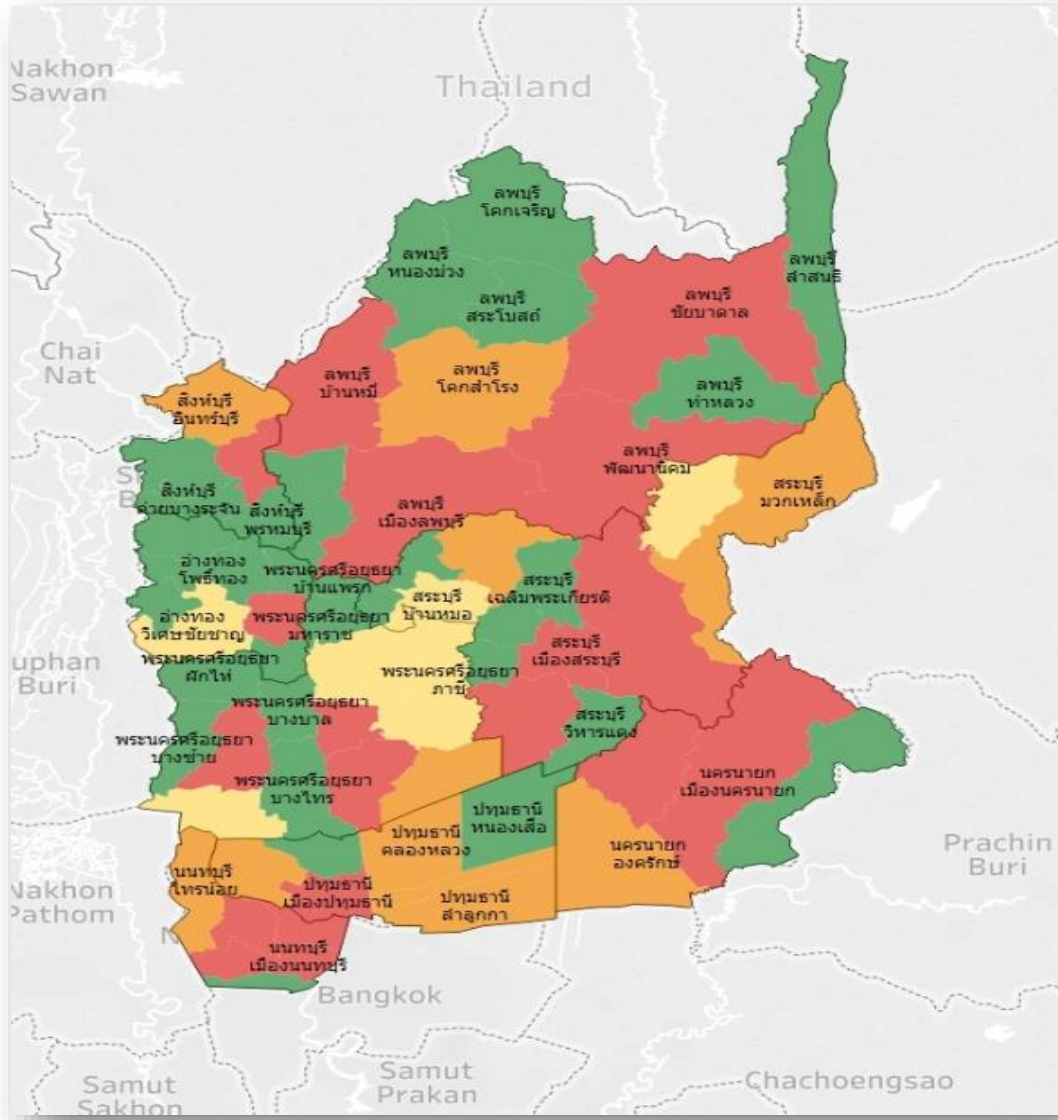 Nakhon
Sawan
Thailand
ลพบุรี
โคกเจริญ
ลพบุรี
หนองม่วง
ลพบุรี
ลำสนธิ
ลพบุรี
สระโบสถ์
ลพบุรี
ชัยบาดาล
Chai
Nat
ลพบุรี
บ้านหมี่
ลพบุรี
โคกสำโรง
ลพบุรี
ท่าหลวง
สิงห์บุรี
อินทร์บุรี
ลพบุรี
พัฒนานิคม
สระบุรี
มวกเหล็ก
สิงห์บุรี
ค่ายบางระจัน
สิงห์บุรี
พรหมบุรี
ลพบุรี
เมืองลพบุรี
อ่างทอง
โพธิ์ทอง
พระนครศรีอยุธยา
บ้านแพรก
สระบุรี
เฉลิมพระเกียรติ
สระบุรี
บ้านหมอ
อ่างทอง
วิเศษชัยชาญ
พระนครศรีอยุธยา
มหาราช
สระบุรี
เมืองสระบุรี
uphan
Buri
พระนครศรีอยุธยา
ผักไห่
พระนครศรีอยุธยา
ภาชี
พระนครศรีอยุธยา
บางบาล
สระบุรี
วิหารแดง
พระนครศรีอยุธยา
บางซ้าย
พระนครศรีอยุธยา
บางไทร
นครนายก
เมืองนครนายก
ปทุมธานี
หนองเสือ
ปทุมธานี
คลองหลวง
นครนายก
องครักษ์
Prachin
Buri
นนทบุรี
ไทรน้อย
ปทุมธานี
เมืองปทุมธานี
ปทุมธานี
ลำลูกกา
Nakhon
Pathom
นนทบุรี
เมืองนนทบุรี
Bangkok
Samut
Sakhon
Samut
Prakan
Chachoengsao